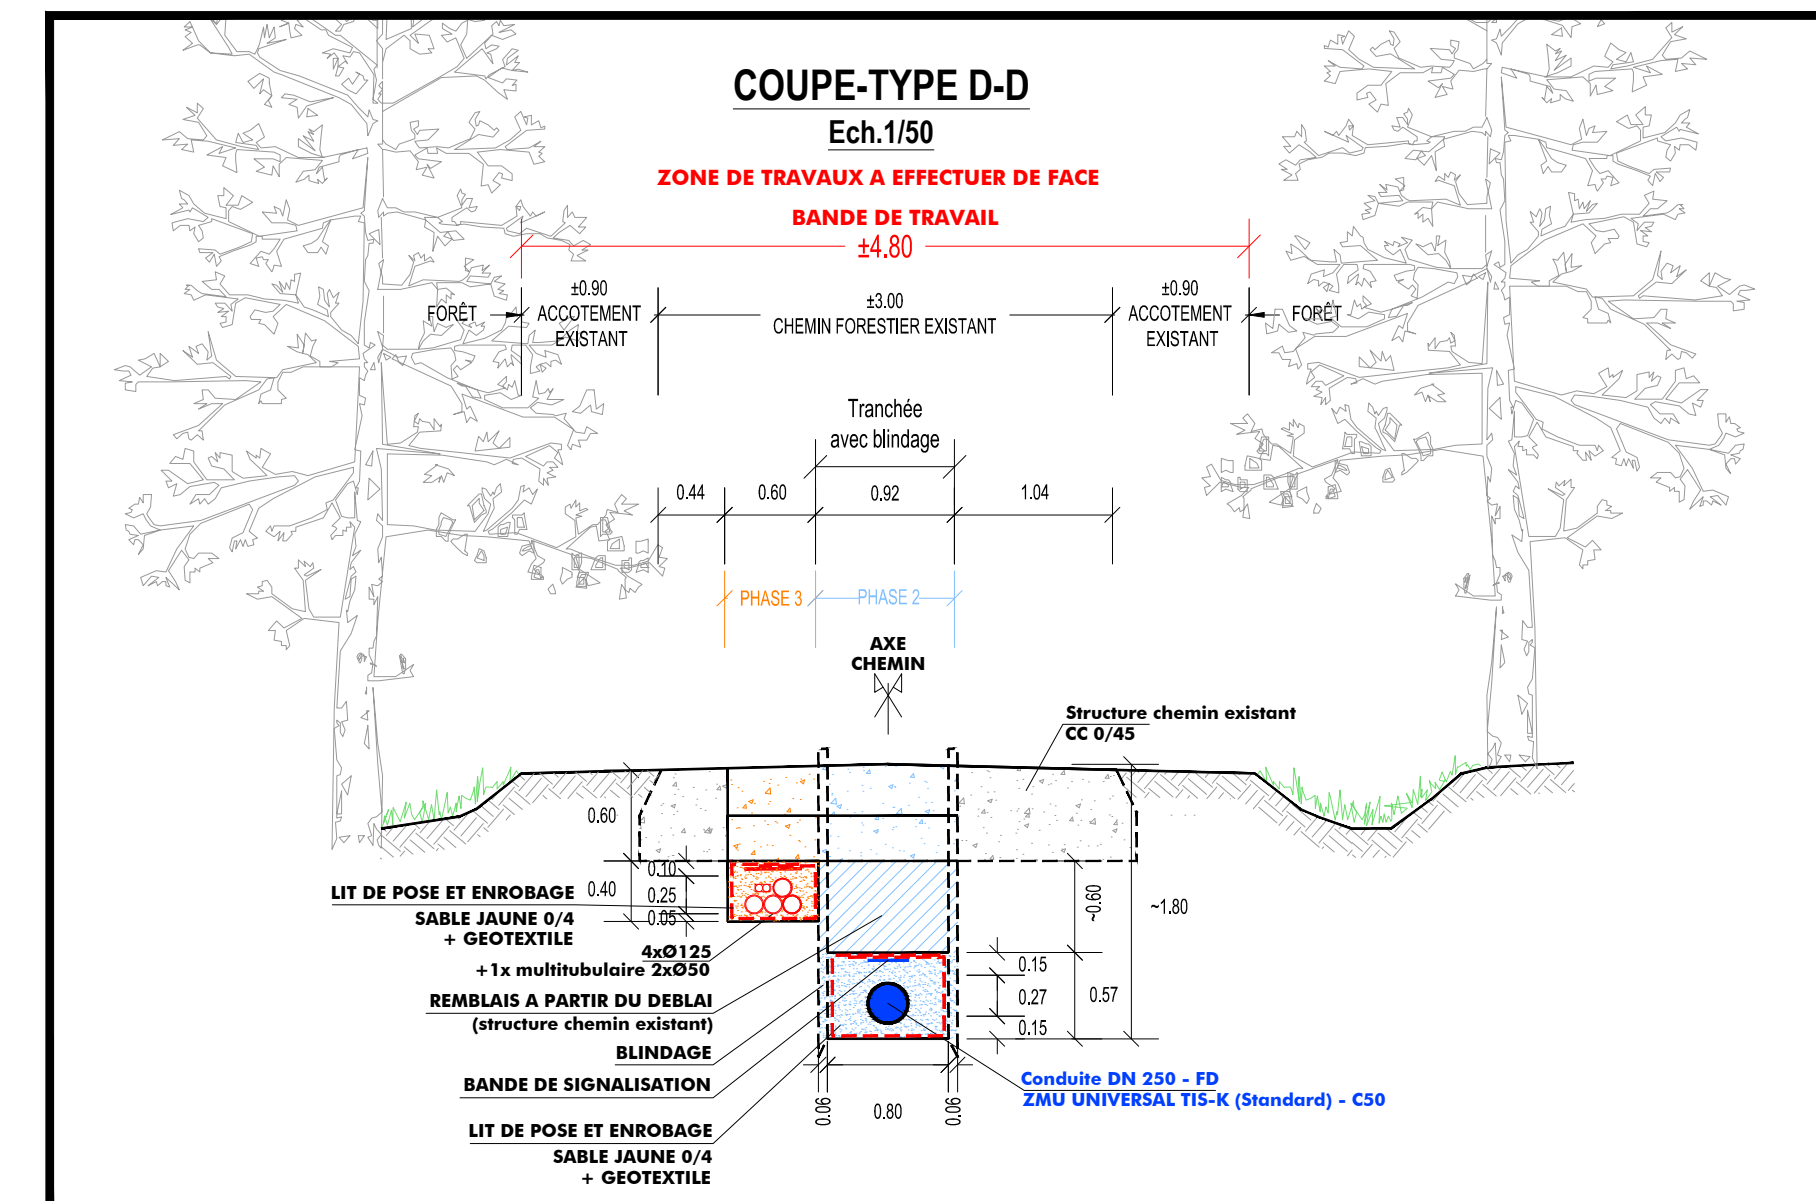 COUPE-TYPE D-D
Ech.1/50
ZONE DE TRAVAUX A EFFECTUER DE FACE
BANDE DE TRAVAIL
±4.80
FORÊT
±0.90
ACCOTEMENT
EXISTANT
±3.00
CHEMIN FORESTIER EXISTANT
±0.90
ACCOTEMENT
EXISTANT
FORÊT
Tranchée
avec blindage
0.44 0.60 0.92 1.04
PHASE 3 PHASE 2
AXE
CHEMIN
Structure chemin existant
CC 0/45
0.60
0.40
0.10
0.25
0.05
~0.60
~1.80
0.15
0.27
0.15
0.57
LIT DE POSE ET ENROBAGE
SABLE JAUNE 0/4
+ GEOTEXTILE
4xØ125
+1x multitubulaire 2xØ50
REMBLAIS A PARTIR DU DEBLAI
(structure chemin existant)
BLINDAGE
BANDE DE SIGNALISATION
LIT DE POSE ET ENROBAGE
SABLE JAUNE 0/4
+ GEOTEXTILE
0.06 0.80 0.06
Conduite DN 250 - FD
ZMU UNIVERSAL TIS-K (Standard) - C50